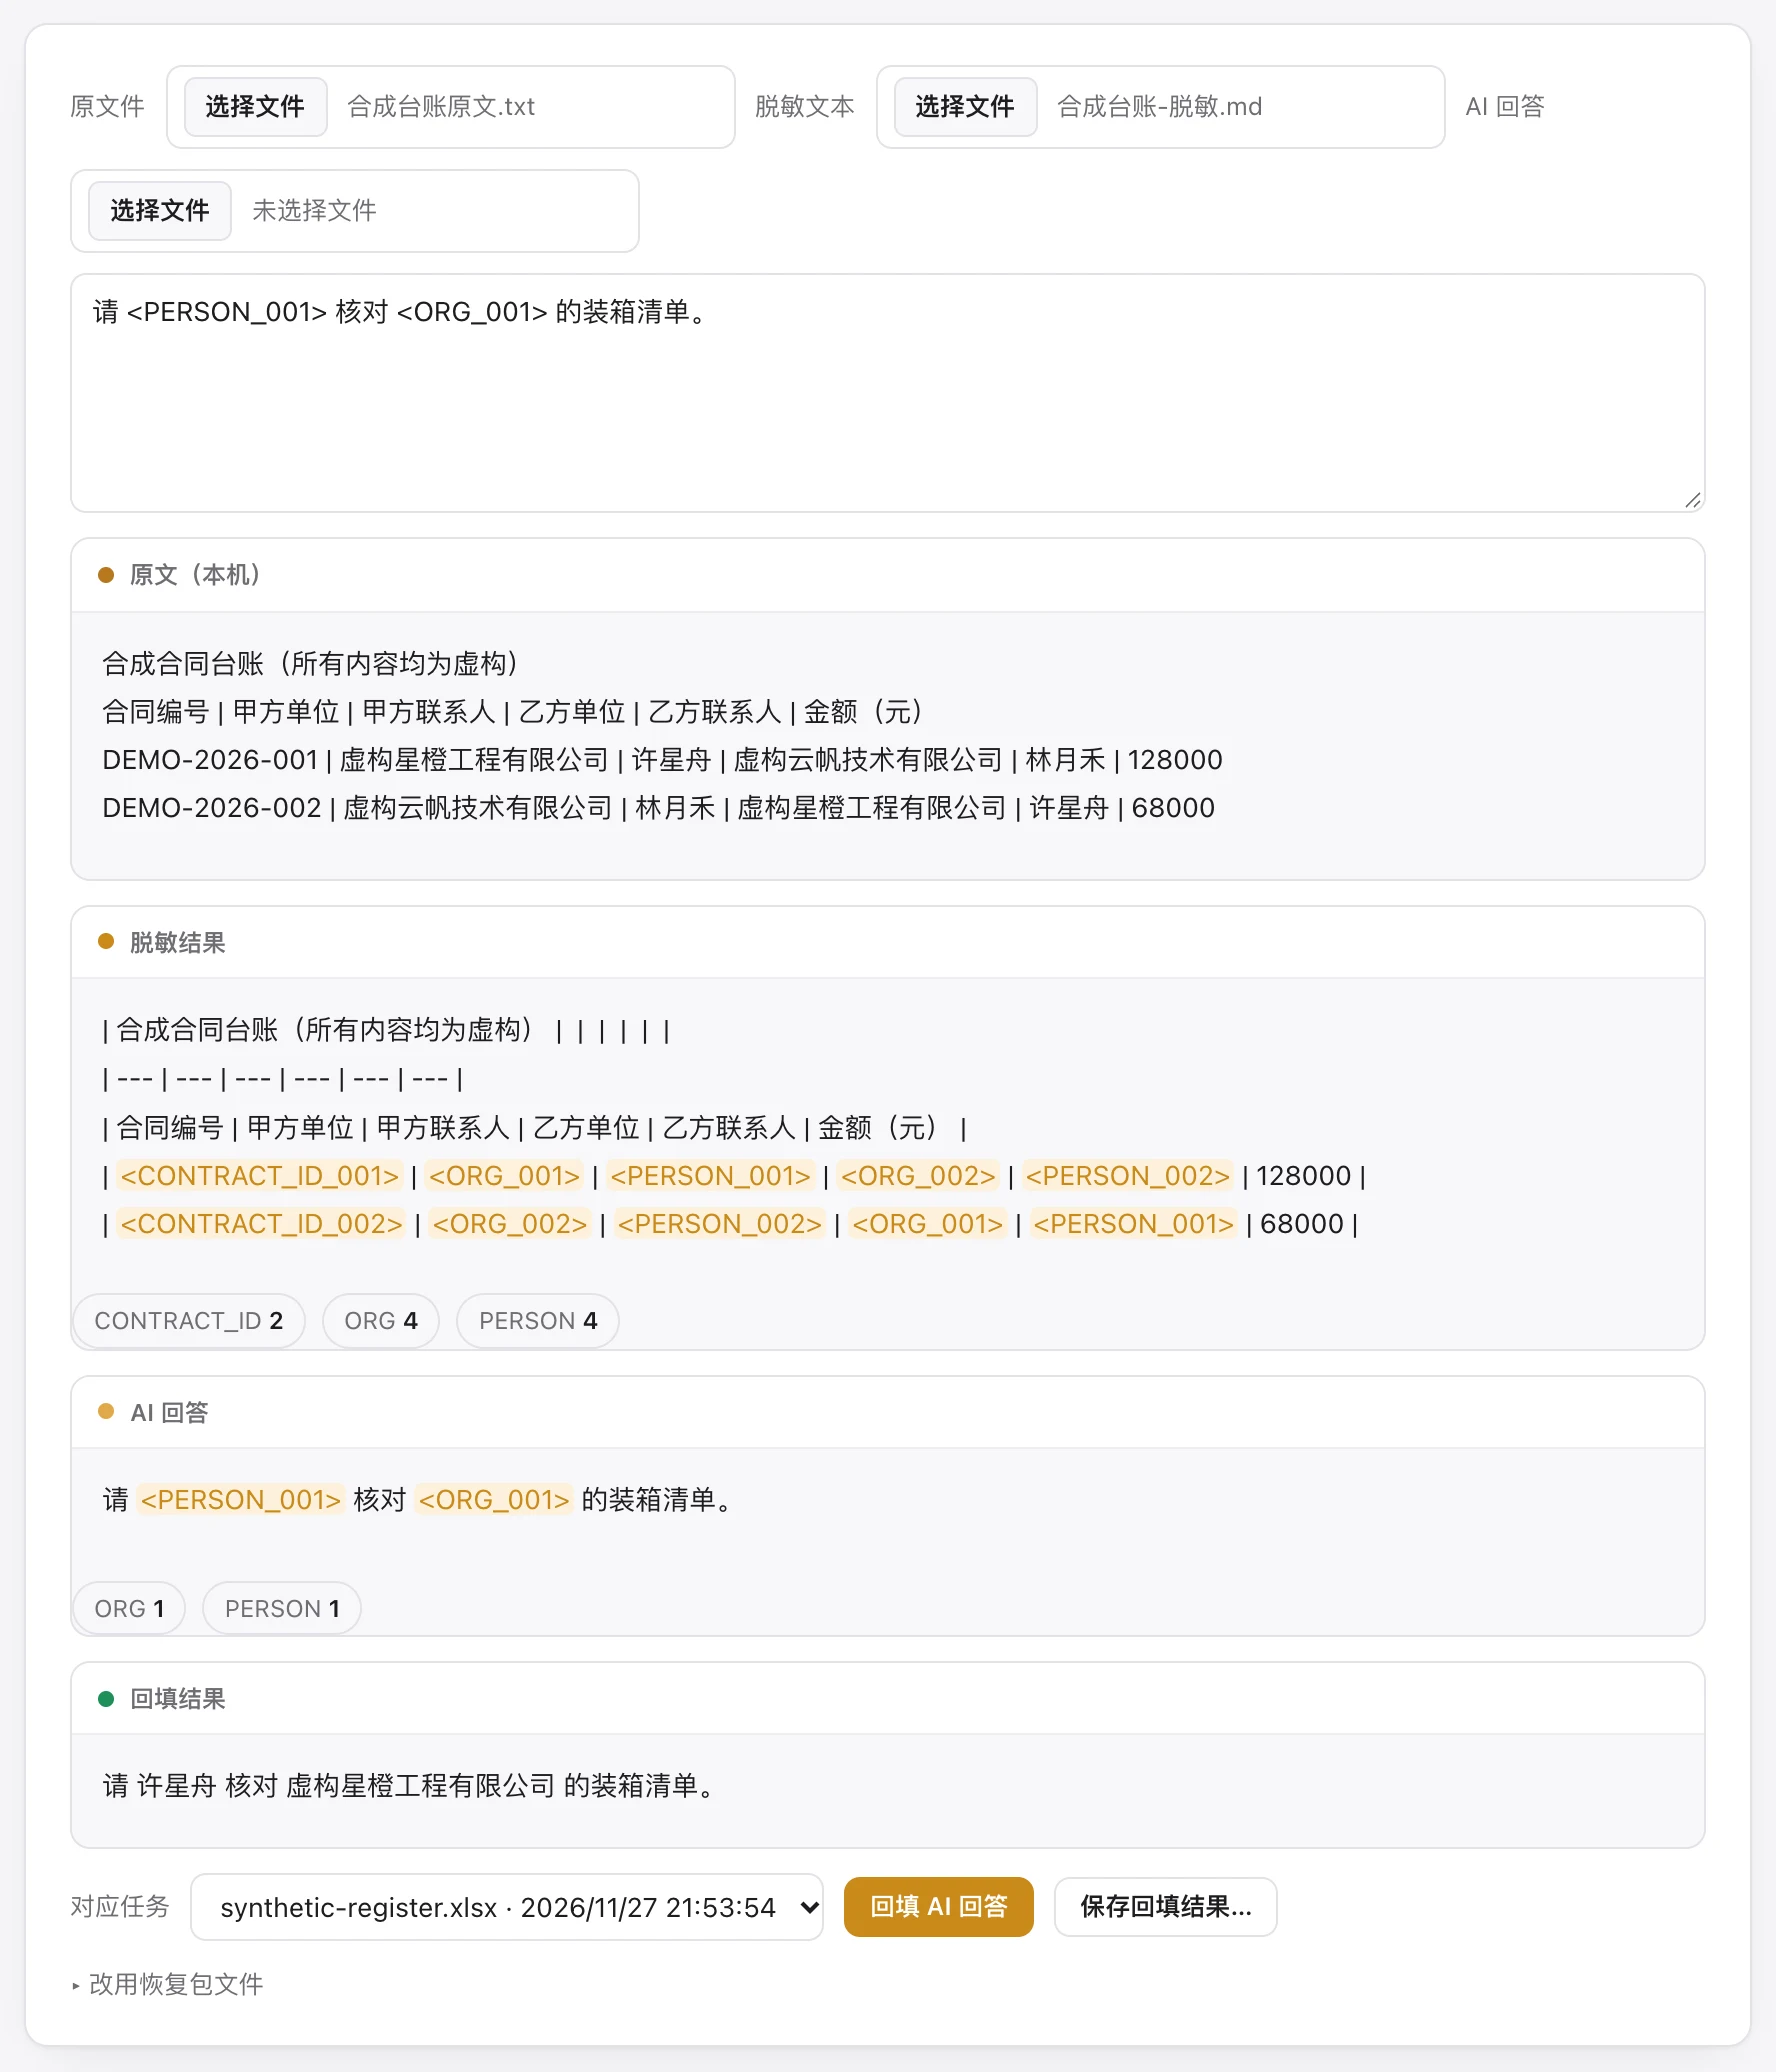 原文件 选择文件 合成台账原文.txt 脱敏文本 选择文件 合成台账-脱敏.md AI 回答
选择文件 未选择文件
请 <PERSON_001> 核对 <ORG_001> 的装箱清单。
原文（本机）
合成合同台账（所有内容均为虚构）
合同编号 | 甲方单位 | 甲方联系人 | 乙方单位 | 乙方联系人 | 金额（元）
DEMO-2026-001 | 虚构星橙工程有限公司 | 许星舟 | 虚构云帆技术有限公司 | 林月禾 | 128000
DEMO-2026-002 | 虚构云帆技术有限公司 | 林月禾 | 虚构星橙工程有限公司 | 许星舟 | 68000
脱敏结果
| 合成合同台账（所有内容均为虚构） | | | | | |
| --- | --- | --- | --- | --- | --- |
| 合同编号 | 甲方单位 | 甲方联系人 | 乙方单位 | 乙方联系人 | 金额（元） |
| <CONTRACT_ID_001> | <ORG_001> | <PERSON_001> | <ORG_002> | <PERSON_002> | 128000 |
| <CONTRACT_ID_002> | <ORG_002> | <PERSON_002> | <ORG_001> | <PERSON_001> | 68000 |
CONTRACT_ID 2 ORG 4 PERSON 4
AI 回答
请 <PERSON_001> 核对 <ORG_001> 的装箱清单。
ORG 1 PERSON 1
回填结果
请 许星舟 核对 虚构星橙工程有限公司 的装箱清单。
对应任务 synthetic-register.xlsx · 2026/11/27 21:53:54 回填 AI 回答 保存回填结果...
▸ 改用恢复包文件